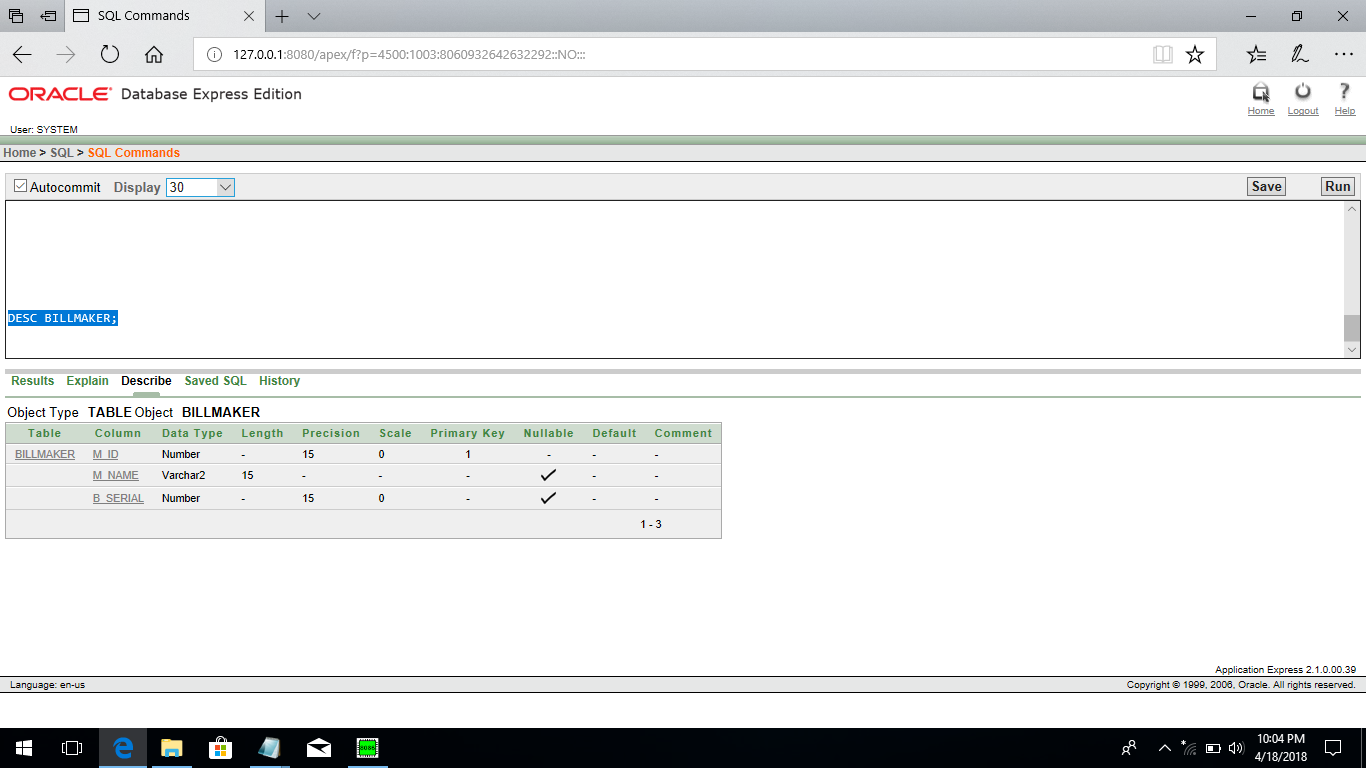 SQL Commands
127.0.0.1:8080/apex/f?p=4500:1003:8060932642632292::NO:::
ORACLE Database Express Edition
Home Logout Help
User: SYSTEM
Home > SQL > SQL Commands
Autocommit Display 30 Save Run
DESC BILLMAKER;
Results Explain Describe Saved SQL History
Object Type TABLE Object BILLMAKER
Table Column Data Type Length Precision Scale Primary Key Nullable Default Comment
BILLMAKER M_ID Number - 15 0 1 - - -
M_NAME Varchar2 15 - - - - -
B_SERIAL Number - 15 0 - - -
1 - 3
Application Express 2.1.0.00.39
Language: en-us Copyright © 1999, 2006, Oracle. All rights reserved.
8086
10:04 PM
4/18/2018